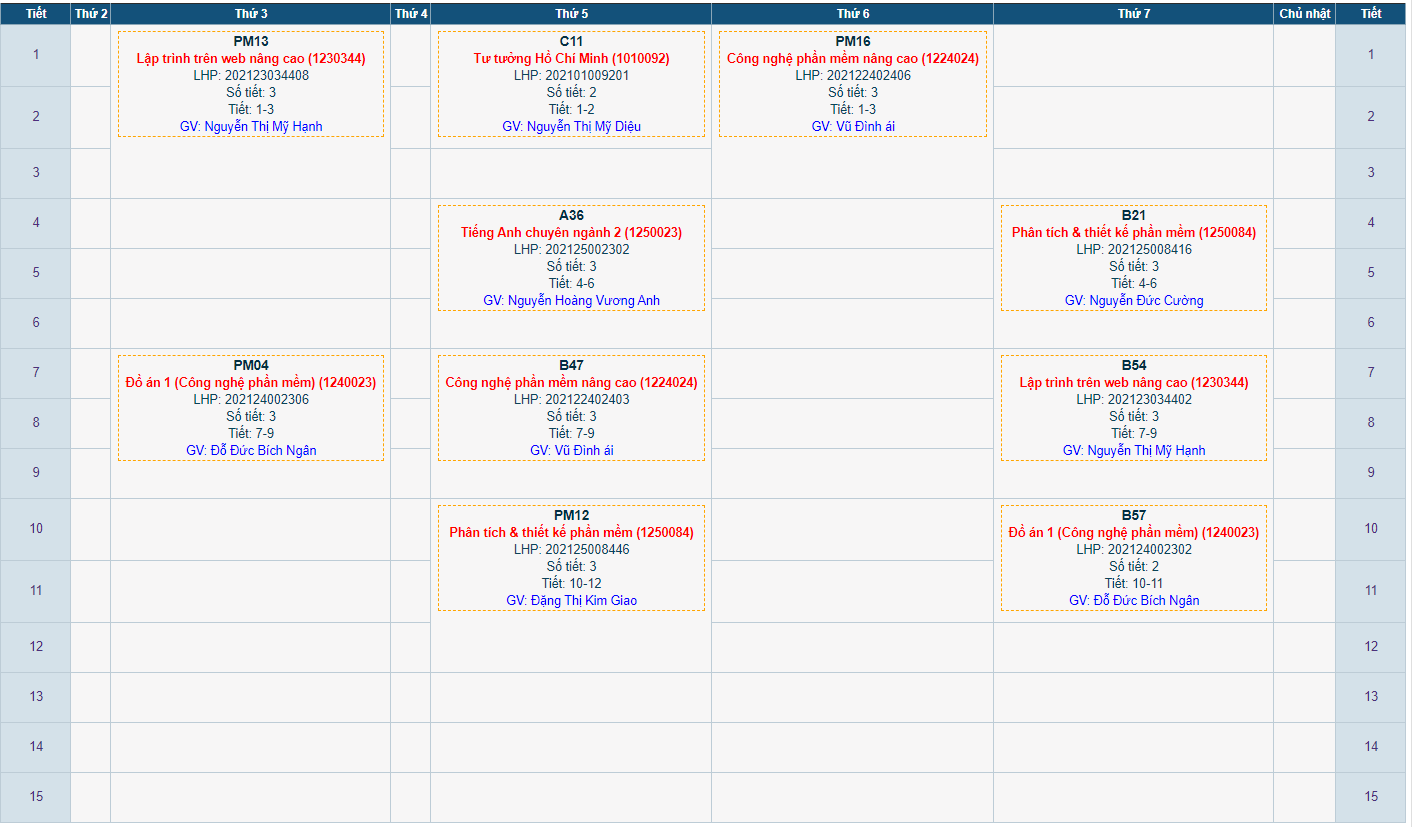 Tiết Thứ 2 Thứ 3 Thứ 4 Thứ 5 Thứ 6 Thứ 7 Chủ nhật Tiết
1
PM13
Lập trình trên web nâng cao (1230344)
LHP: 202123034408
Số tiết: 3
Tiết: 1-3
GV: Nguyễn Thị Mỹ Hạnh
C11
Tư tưởng Hồ Chí Minh (1010092)
LHP: 202101009201
Số tiết: 2
Tiết: 1-2
GV: Nguyễn Thị Mỹ Diệu
PM16
Công nghệ phần mềm nâng cao (1224024)
LHP: 202122402406
Số tiết: 3
Tiết: 1-3
GV: Vũ Đình ái
1
2
2
3
3
4
A36
Tiếng Anh chuyên ngành 2 (1250023)
LHP: 202125002302
Số tiết: 3
Tiết: 4-6
GV: Nguyễn Hoàng Vương Anh
B21
Phân tích & thiết kế phần mềm (1250084)
LHP: 202125008416
Số tiết: 3
Tiết: 4-6
GV: Nguyễn Đức Cường
4
5
5
6
6
7
PM04
Đồ án 1 (Công nghệ phần mềm) (1240023)
LHP: 202124002306
Số tiết: 3
Tiết: 7-9
GV: Đỗ Đức Bích Ngân
B47
Công nghệ phần mềm nâng cao (1224024)
LHP: 202122402403
Số tiết: 3
Tiết: 7-9
GV: Vũ Đình ái
B54
Lập trình trên web nâng cao (1230344)
LHP: 202123034402
Số tiết: 3
Tiết: 7-9
GV: Nguyễn Thị Mỹ Hạnh
7
8
8
9
9
10
PM12
Phân tích & thiết kế phần mềm (1250084)
LHP: 202125008446
Số tiết: 3
Tiết: 10-12
GV: Đặng Thị Kim Giao
B57
Đồ án 1 (Công nghệ phần mềm) (1240023)
LHP: 202124002302
Số tiết: 2
Tiết: 10-11
GV: Đỗ Đức Bích Ngân
10
11
11
12
12
13
13
14
14
15
15